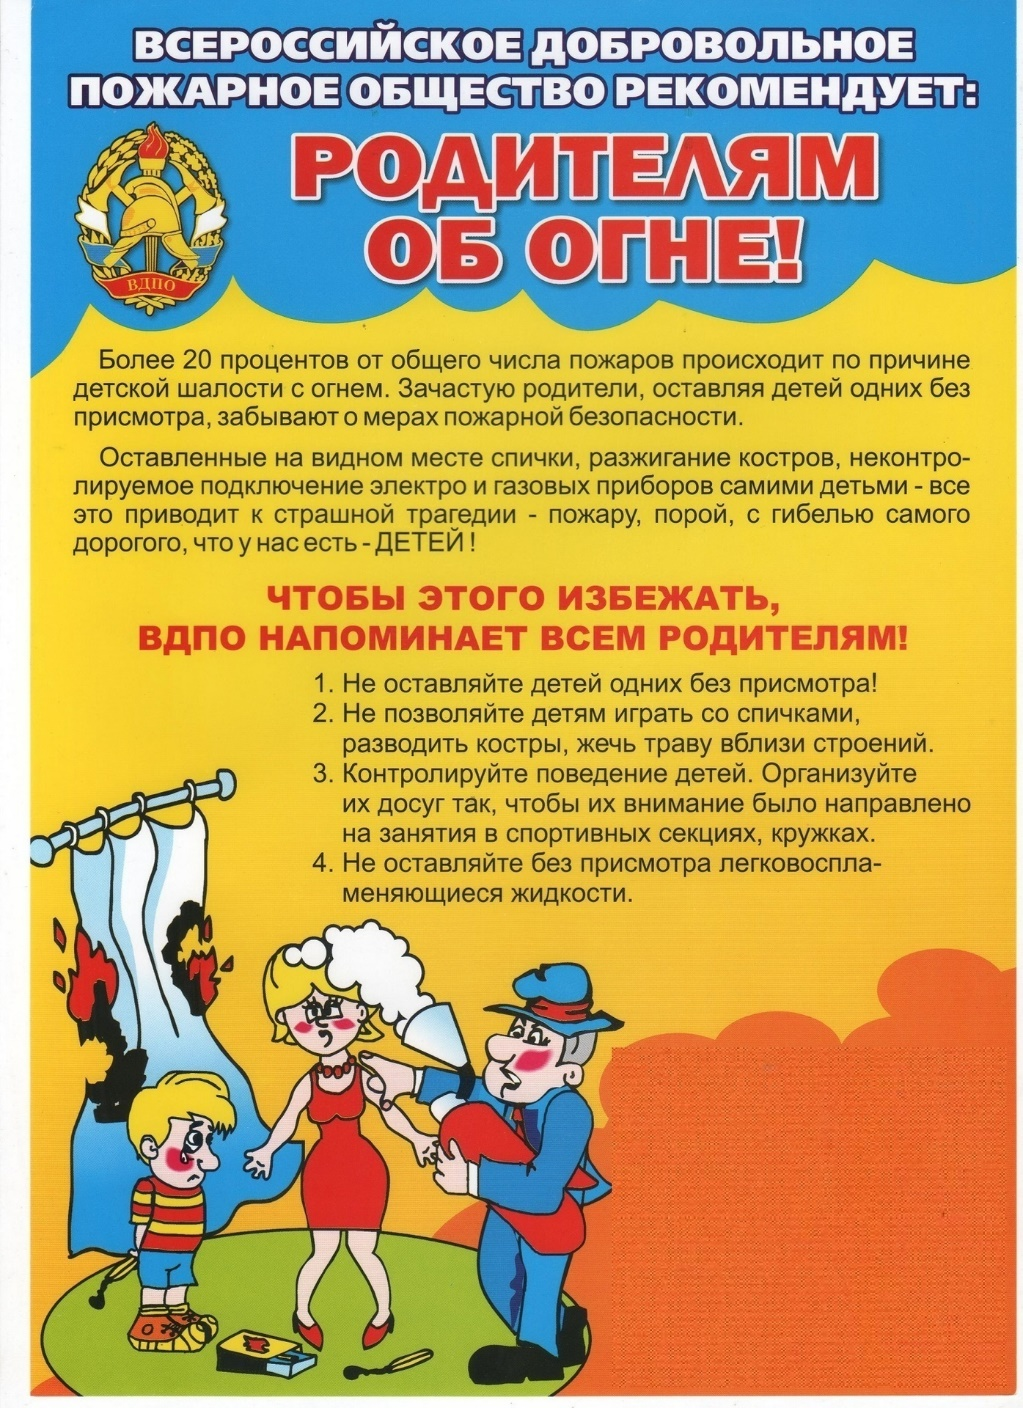 ВСЕРОССИЙСКОЕ ДОБРОВОЛЬНОЕ
ПОЖАРНОЕ ОБЩЕСТВО РЕКОМЕНДУЕТ:
РОДИТЕЛЯМ
ОБ ОГНЕ!
ВДПО
Более 20 процентов от общего числа пожаров происходит по причине
детской шалости с огнем. Зачастую родители, оставляя детей одних без
присмотра, забывают о мерах пожарной безопасности.
Оставленные на видном месте спички, разжигание костров, неконтро-
лируемое подключение электро и газовых приборов самими детьми - все
это приводит к страшной трагедии - пожару, порой, с гибелью самого
дорогого, что у нас есть - ДЕТЕЙ !
ЧТОБЫ ЭТОГО ИЗБЕЖАТЬ,
ВДПО НАПОМИНАЕТ ВСЕМ РОДИТЕЛЯМ!
1. Не оставляйте детей одних без присмотра!
2. Не позволяйте детям играть со спичками,
разводить костры, жечь траву вблизи строений.
3. Контролируйте поведение детей. Организуйте
их досуг так, чтобы их внимание было направлено
на занятия в спортивных секциях, кружках.
4. Не оставляйте без присмотра легковоспла-
меняющиеся жидкости.